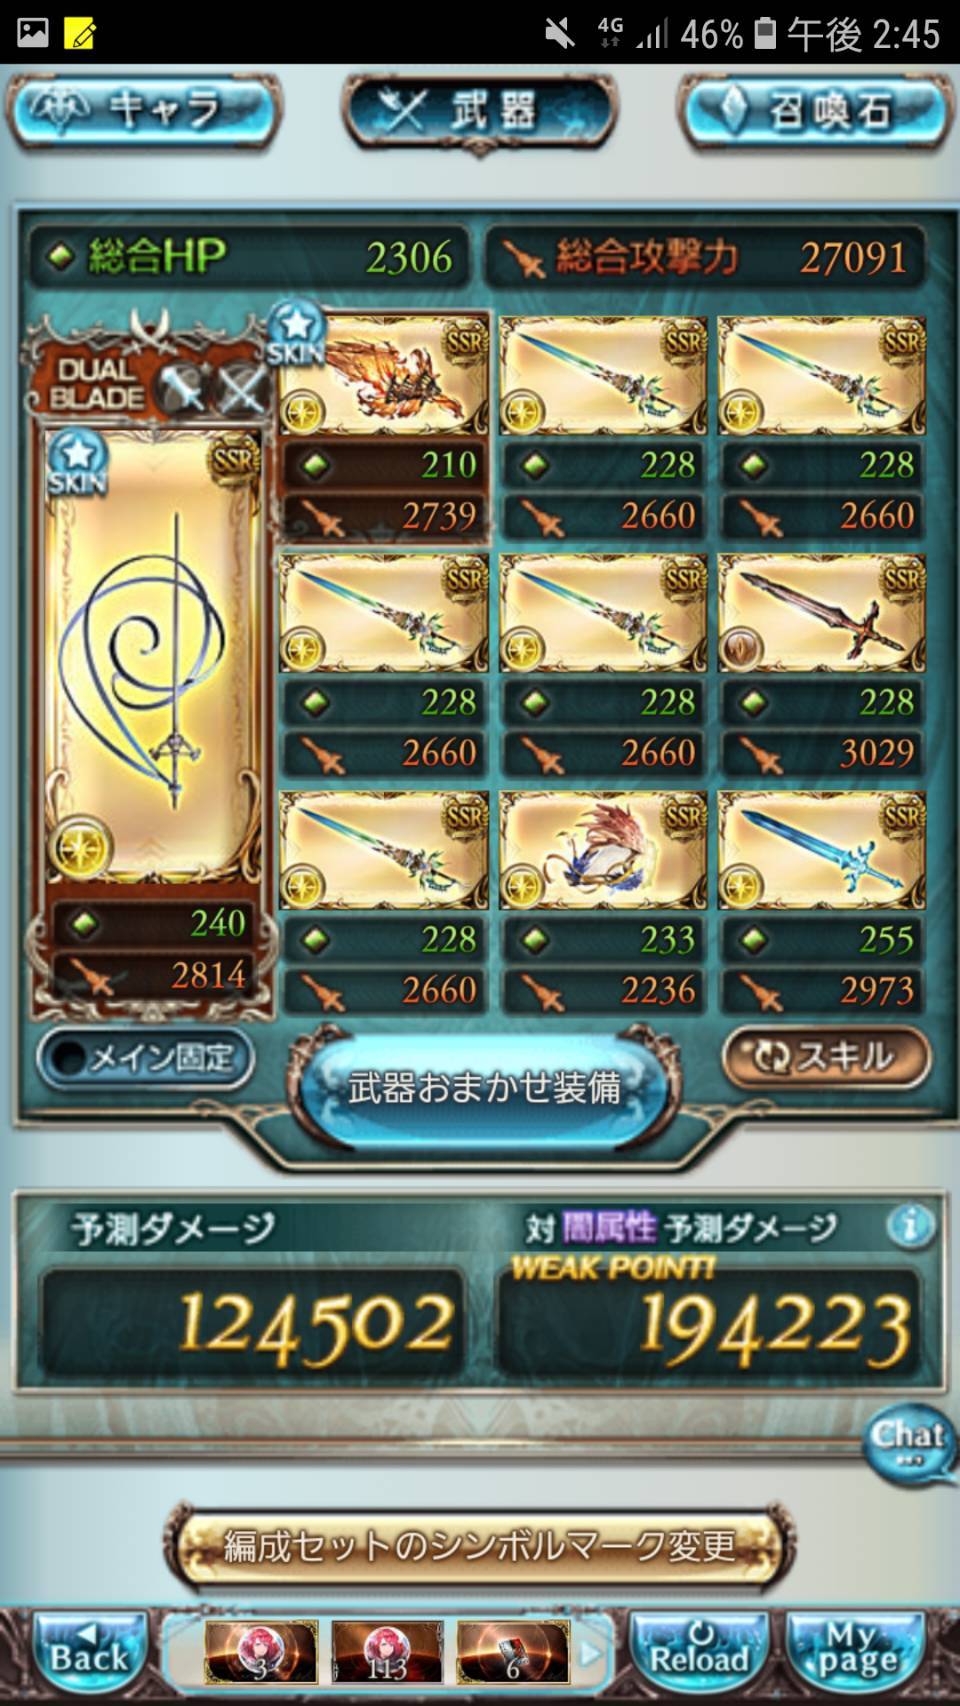 4G 46% 午後 2:45
キャラ 武器 召喚石
総合HP 2306 総合攻撃力 27091
DUAL BLADE
SKIN SSR SSR SSR
210 228 228
2739 2660 2660
SKIN SSR
SSR SSR SSR
228 228 228
2660 2660 3029
SSR SSR SSR
240
2814
228 233 255
2660 2236 2973
メイン固定 武器おまかせ装備 スキル
予測ダメージ 対 闇属性 予測ダメージ i
WEAK POINT!
124502 194223
Chat
編成セットのシンボルマーク変更
Back 3 113 6 Reload My page